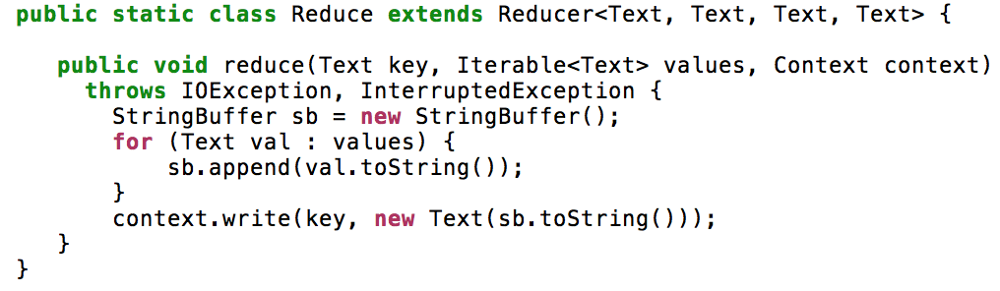 public static class Reduce extends Reducer<Text, Text, Text, Text> {
public void reduce(Text key, Iterable<Text> values, Context context)
throws IOException, InterruptedException {
StringBuffer sb = new StringBuffer();
for (Text val : values) {
sb.append(val.toString());
}
context.write(key, new Text(sb.toString()));
}
}